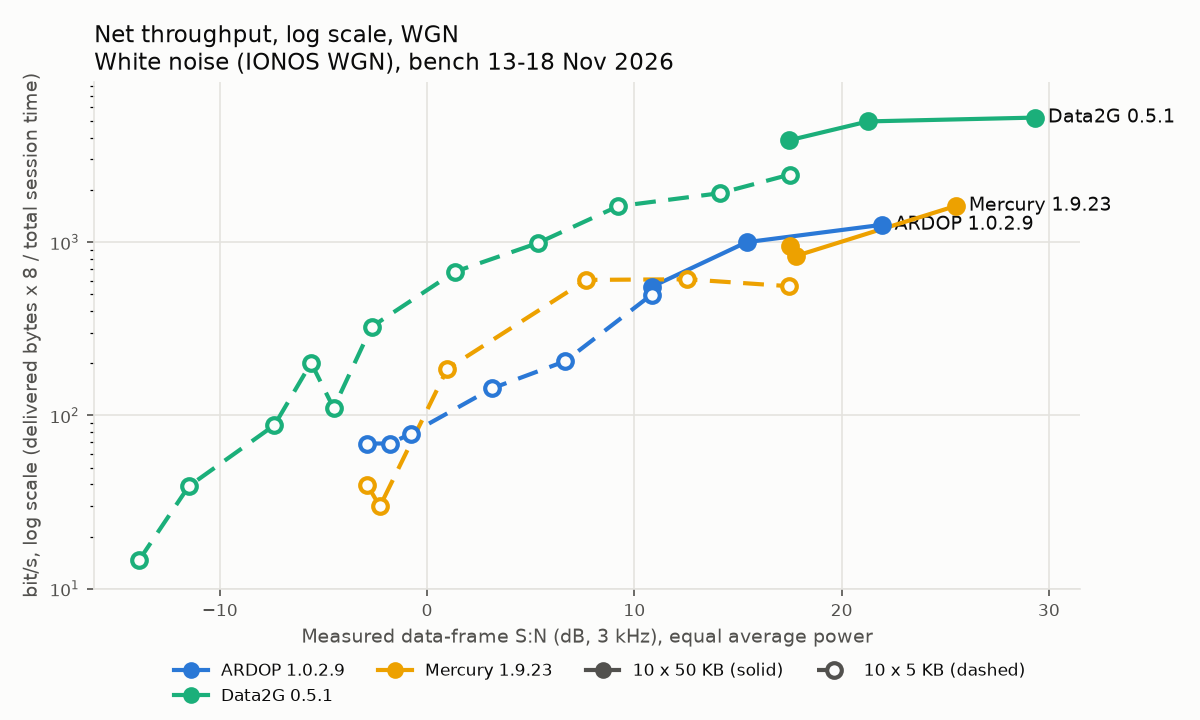 Net throughput, log scale, WGN
White noise (IONOS WGN), bench 13-18 Nov 2026
bit/s, log scale (delivered bytes x 8 / total session time)
10³
10²
10¹
Data2G 0.5.1
Mercury 1.9.23
ARDOP 1.0.2.9
−10 0 10 20 30
Measured data-frame S:N (dB, 3 kHz), equal average power
ARDOP 1.0.2.9 Mercury 1.9.23 10 x 50 KB (solid) 10 x 5 KB (dashed)
Data2G 0.5.1